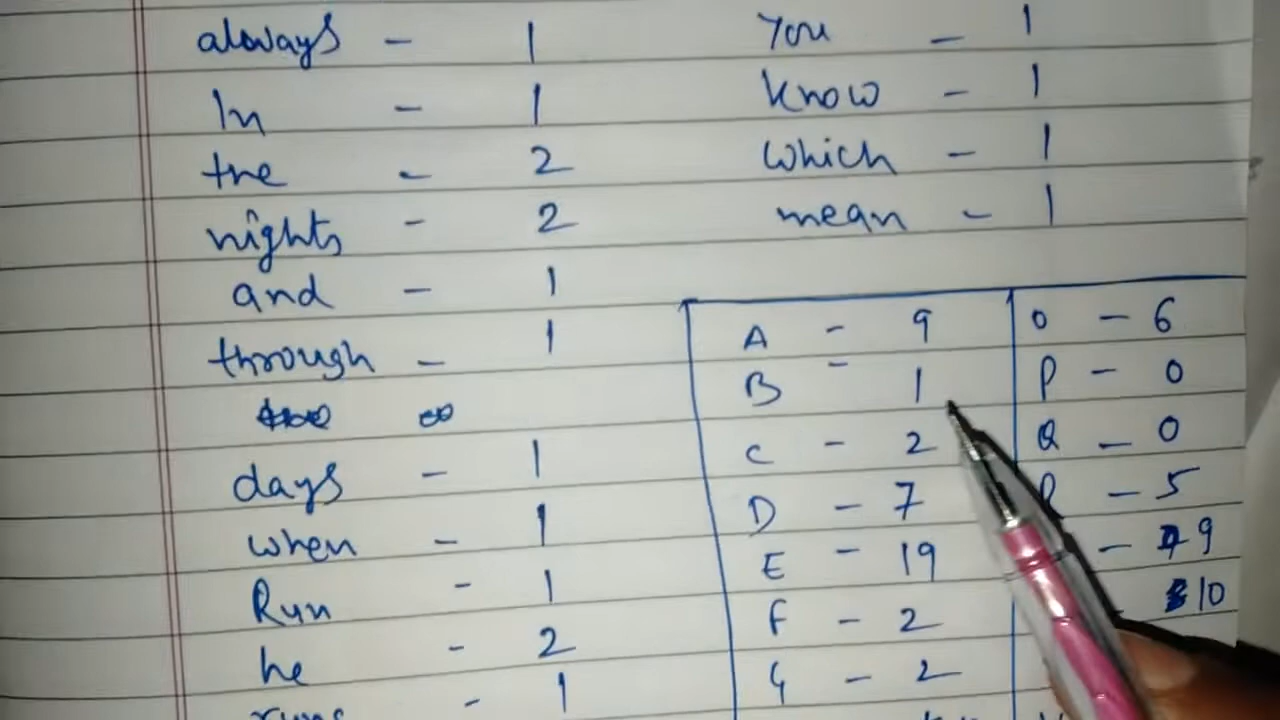 always - 1
In - 1
the - 2
nights - 2
and - 1
through - 1
days - 1
when - 1
Run - 1
he - 2
runs - 1
You - 1
know - 1
which - 1
mean - 1
A - 9
B - 1
C - 2
D - 7
E - 19
F - 2
G - 2
O - 6
P - 0
Q - 0
R - 5
- 9
10